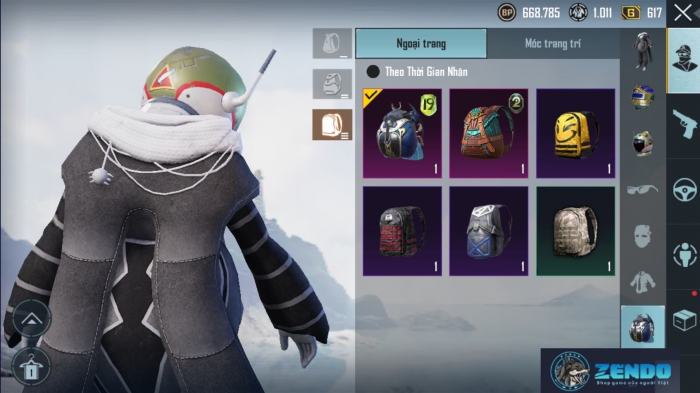 BP 668.785 1.011 G 617
Ngoại trang Móc trang trí
Theo Thời Gian Nhận
19 2
1 1 1
1 1 1
1
ZENDO
Shop game của người Việt